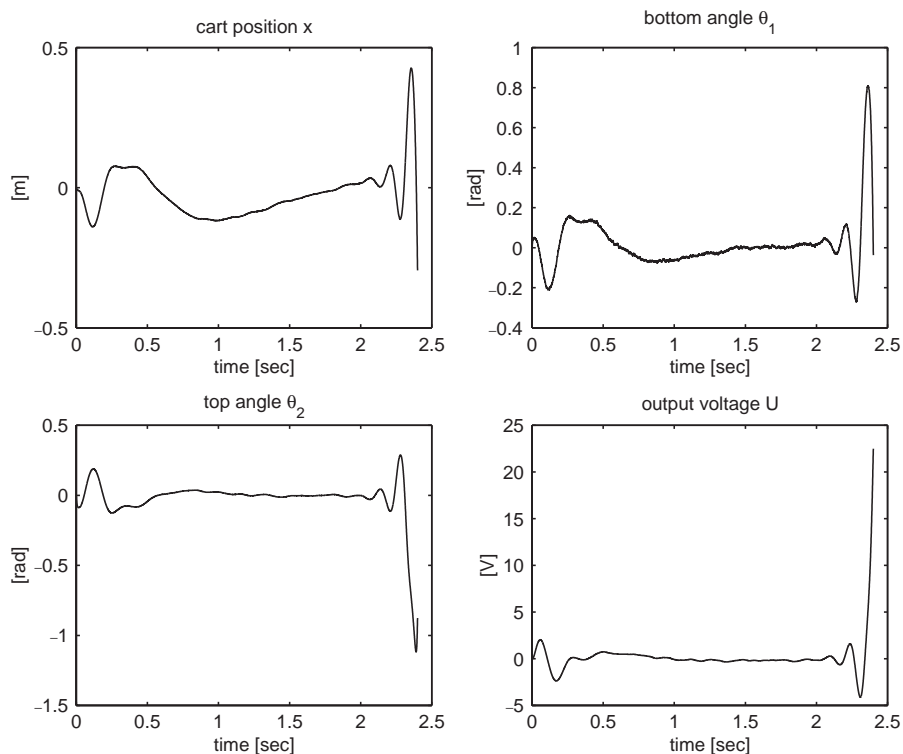 cart position x
0.5
0
−0.5
[m]
0 0.5 1 1.5 2 2.5
time [sec]
bottom angle θ1
1
0.8
0.6
0.4
0.2
0
−0.2
−0.4
[rad]
0 0.5 1 1.5 2 2.5
time [sec]
top angle θ2
0.5
0
−0.5
−1
−1.5
[rad]
0 0.5 1 1.5 2 2.5
time [sec]
output voltage U
25
20
15
10
5
0
−5
[V]
0 0.5 1 1.5 2 2.5
time [sec]